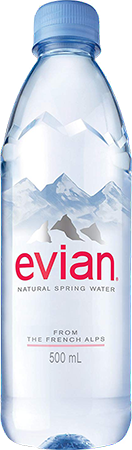 evian
NATURAL SPRING WATER
FROM
THE FRENCH ALPS
500 mL